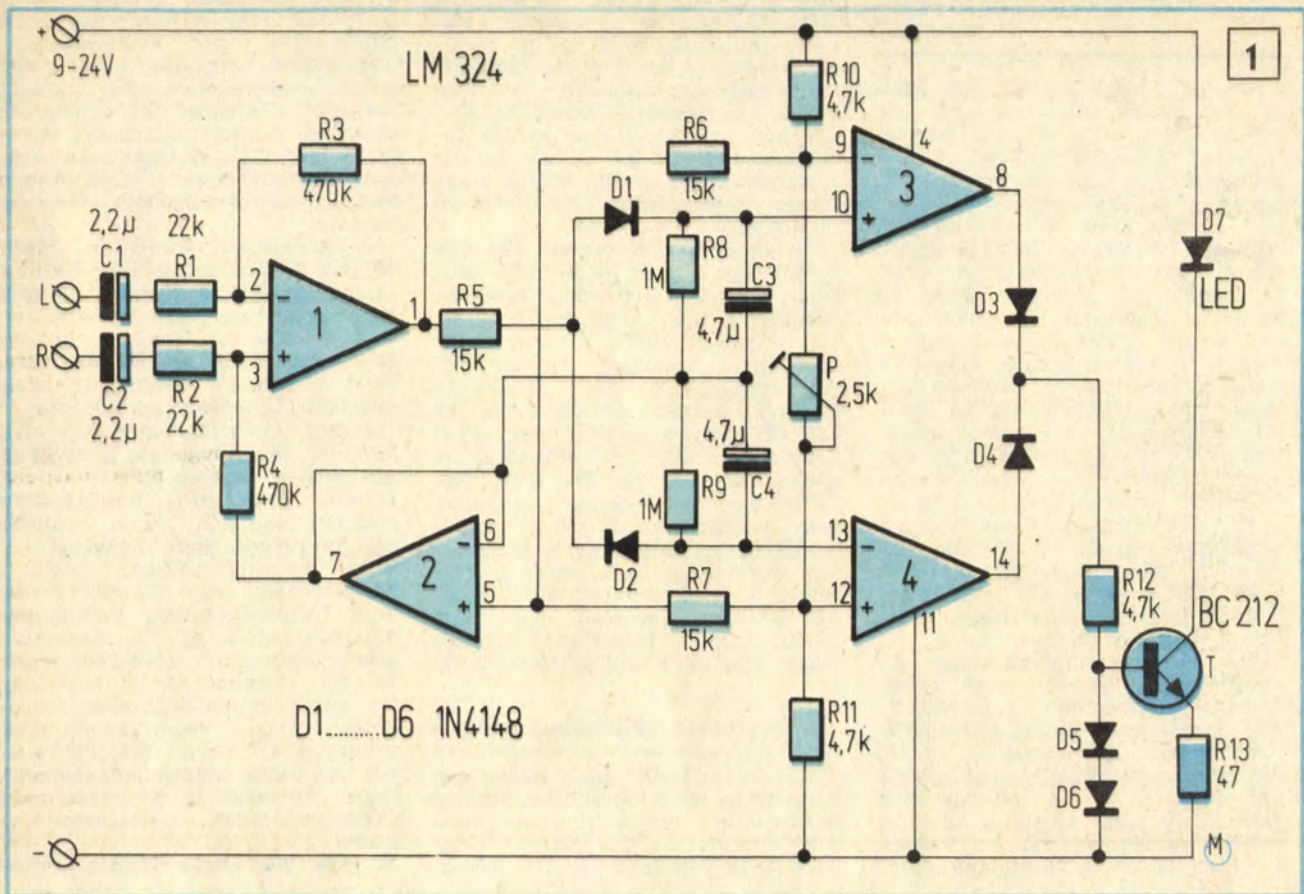 +
9-24V
LM 324
1
R10
4,7k
R3
470k
R6
15k
9
-
4
3
8
10
+
D1
D7
LED
2,2µ
22k
C1
R1
L
2
-
1
1
R5
15k
R8
1M
C3
4,7µ
D3
R
3
+
C2
R2
2,2µ
22k
P
2,5k
4,7µ
C4
D4
R4
470k
R9
1M
6
-
7
2
5
+
D2
13
-
4
14
12
+
11
R7
15k
R12
4,7k
BC 212
T
D1........D6 1N4148
R11
4,7k
D5
D6
R13
47
M